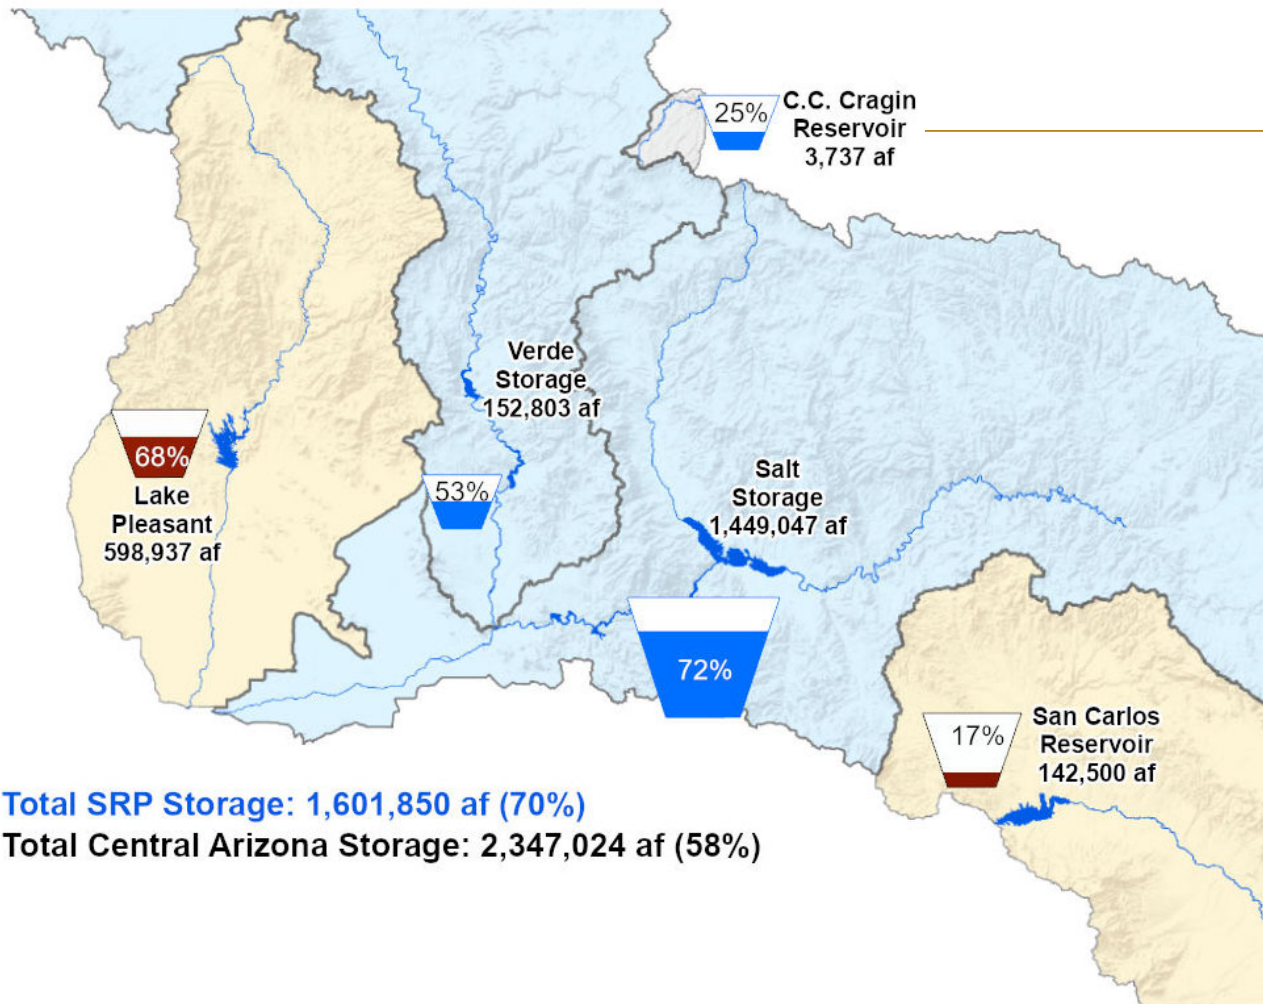 25%
C.C. Cragin
Reservoir
3,737 af
Verde
Storage
152,803 af
68%
Lake
Pleasant
598,937 af
53%
Salt
Storage
1,449,047 af
72%
17%
San Carlos
Reservoir
142,500 af
Total SRP Storage: 1,601,850 af (70%)
Total Central Arizona Storage: 2,347,024 af (58%)